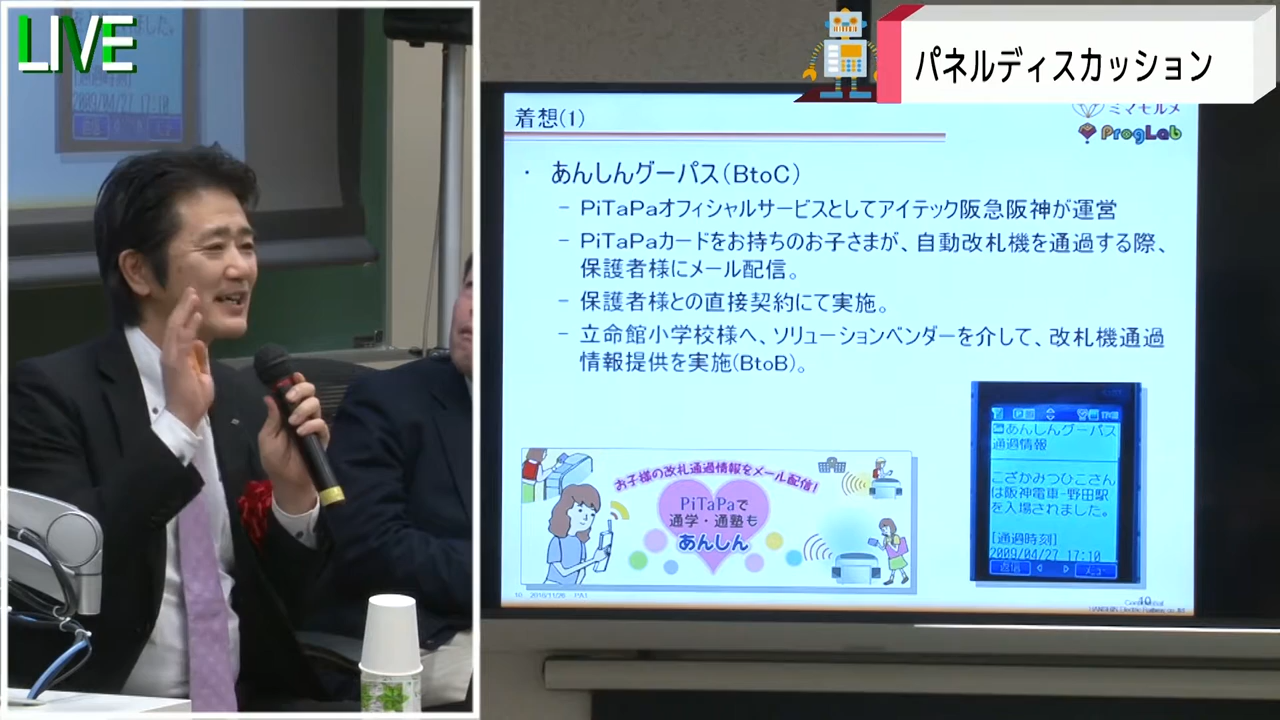 LIVE
パネルディスカッション
着想(1)
ミマモルメ
ProgLab
・ あんしんグーパス(BtoC)
− PiTaPaオフィシャルサービスとしてアイテック阪急阪神が運営
− PiTaPaカードをお持ちのお子さまが、自動改札機を通過する際、
保護者様にメール配信。
− 保護者様との直接契約にて実施。
− 立命館小学校様へ、ソリューションベンダーを介して、改札機通過
情報提供を実施(BtoB)。
お子様の改札通過情報をメール配信!
PiTaPaで
通学・通塾も
あんしん
あんしんグーパス
通過情報
こざかみつひこさん
は阪神電車-野田駅
を入場されました。
[通過時刻]
2009/04/27 17:10
10
2009/04/27 17:10